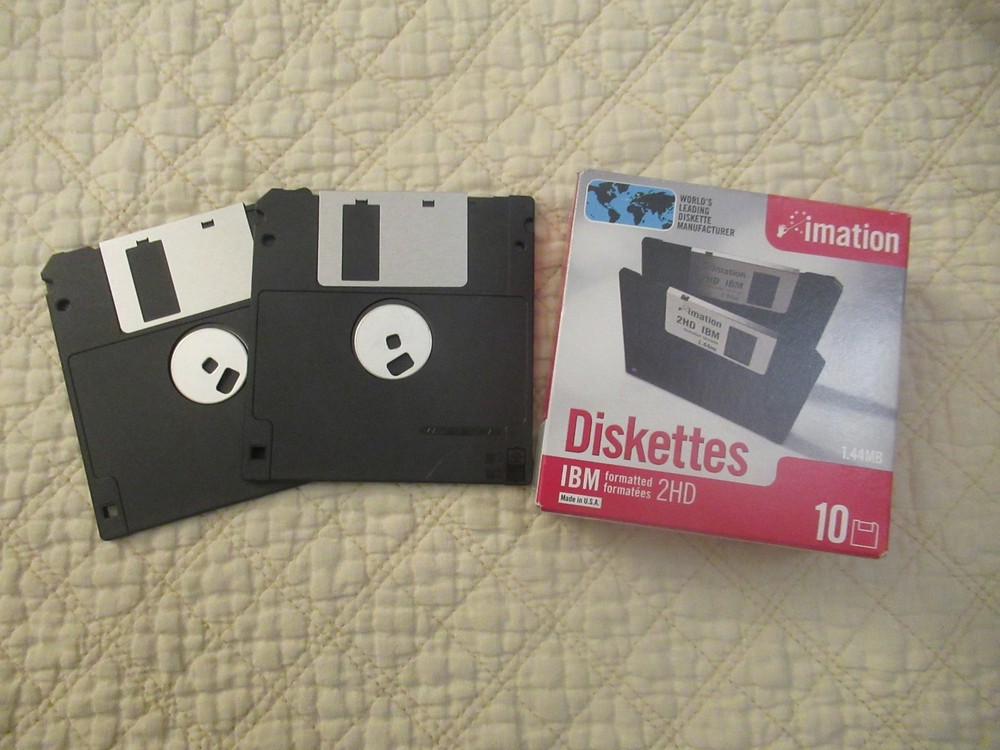 WORLD'S
LEADING
DISKETTE
MANUFACTURER
imation
imation
2HD IBM
imation
2HD IBM
1.44MB
Diskettes
1.44MB
IBM formatted
formatées 2HD
Made in U.S.A.
10